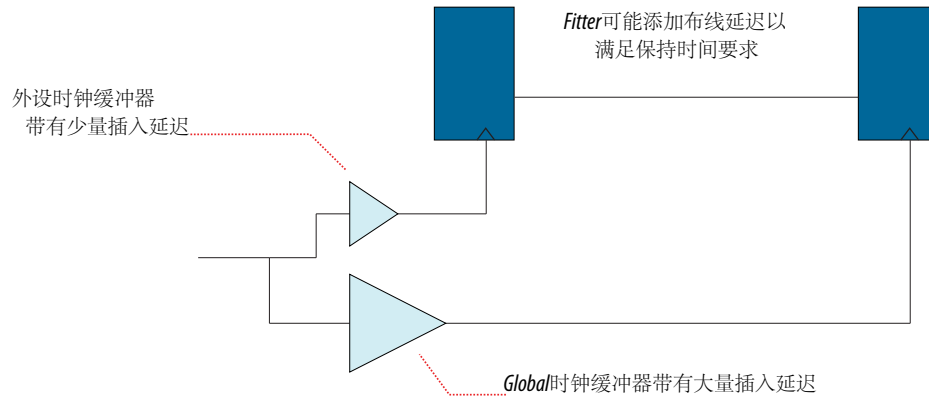 Fitter可能添加布线延迟以
满足保持时间要求
外设时钟缓冲器
带有少量插入延迟
Global时钟缓冲器带有大量插入延迟